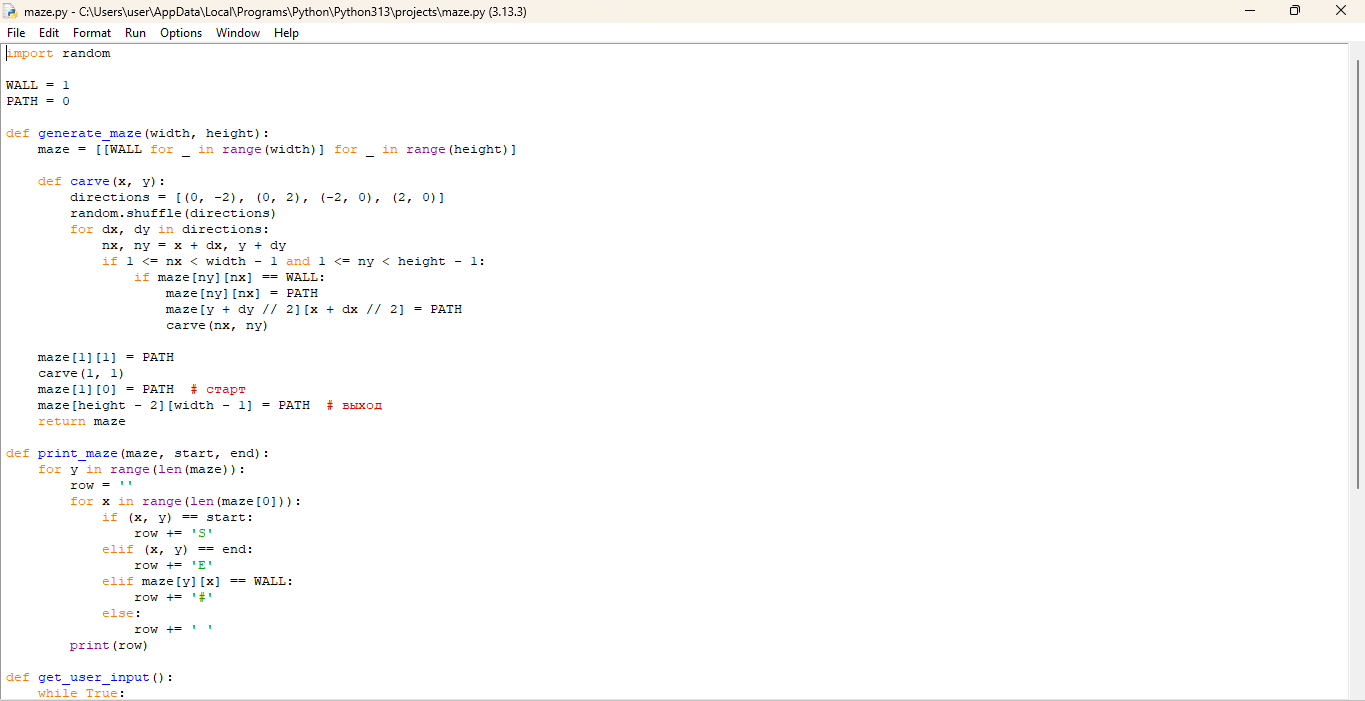 maze.py - C:\Users\user\AppData\Local\Programs\Python\Python313\projects\maze.py (3.13.3)
File Edit Format Run Options Window Help
import random
WALL = 1
PATH = 0
def generate_maze(width, height):
    maze = [[WALL for _ in range(width)] for _ in range(height)]
    def carve(x, y):
        directions = [(0, -2), (0, 2), (-2, 0), (2, 0)]
        random.shuffle(directions)
        for dx, dy in directions:
            nx, ny = x + dx, y + dy
            if 1 <= nx < width - 1 and 1 <= ny < height - 1:
                if maze[ny][nx] == WALL:
                    maze[ny][nx] = PATH
                    maze[y + dy // 2][x + dx // 2] = PATH
                    carve(nx, ny)
    maze[1][1] = PATH
    carve(1, 1)
    maze[1][0] = PATH  # старт
    maze[height - 2][width - 1] = PATH  # выход
    return maze
def print_maze(maze, start, end):
    for y in range(len(maze)):
        row = ''
        for x in range(len(maze[0])):
            if (x, y) == start:
                row += 'S'
            elif (x, y) == end:
                row += 'E'
            elif maze[y][x] == WALL:
                row += '#'
            else:
                row += ' '
        print(row)
def get_user_input():
    while True: